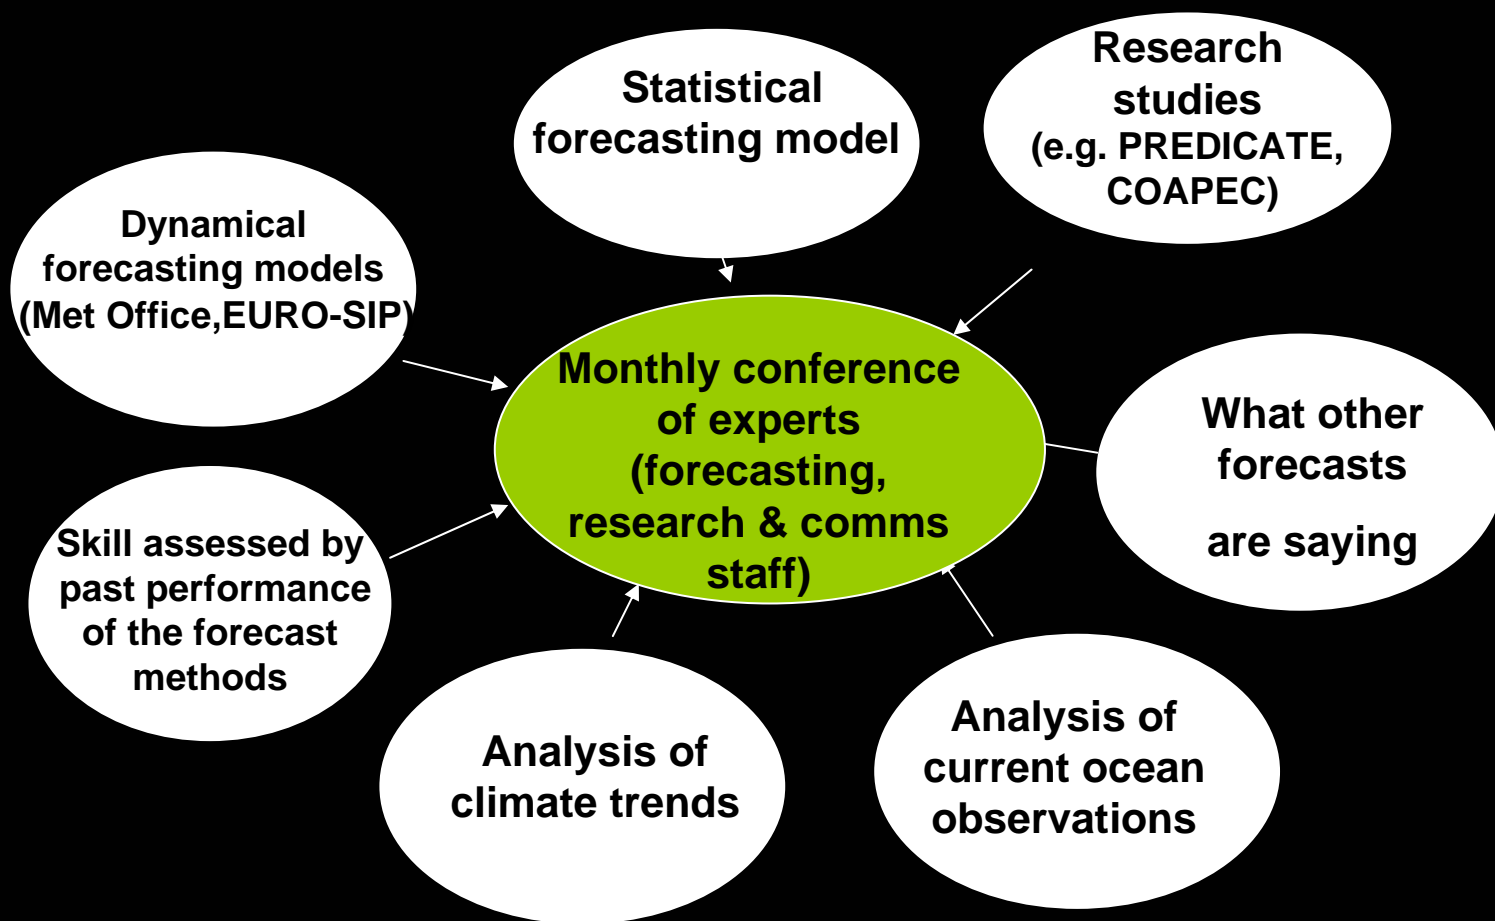 Statistical
forecasting model
Research
studies
(e.g. PREDICATE,
COAPEC)
Dynamical
forecasting models
(Met Office,EURO-SIP)
Monthly conference
of experts
(forecasting,
research & comms
staff)
What other
forecasts
are saying
Skill assessed by
past performance
of the forecast
methods
Analysis of
climate trends
Analysis of
current ocean
observations